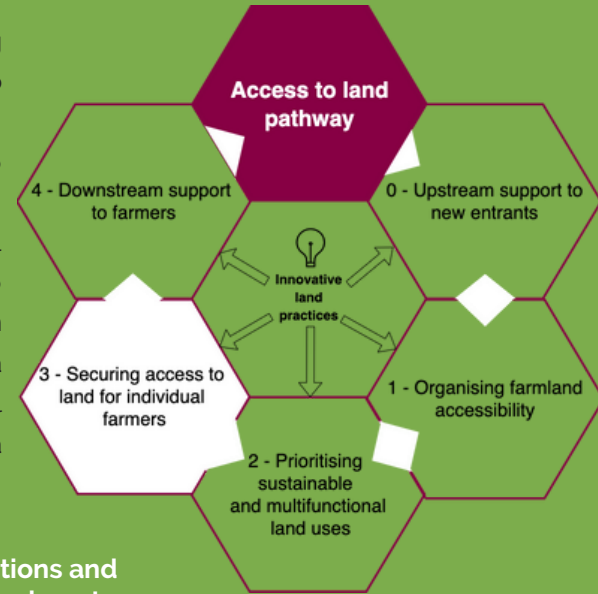 Access to land
pathway
0 - Upstream support to
new entrants
1 - Organising farmland
accessibility
2 - Prioritising
sustainable
and multifunctional
land uses
3 - Securing access to
land for individual
farmers
4 - Downstream support
to farmers
Innovative
land
practices
tions and